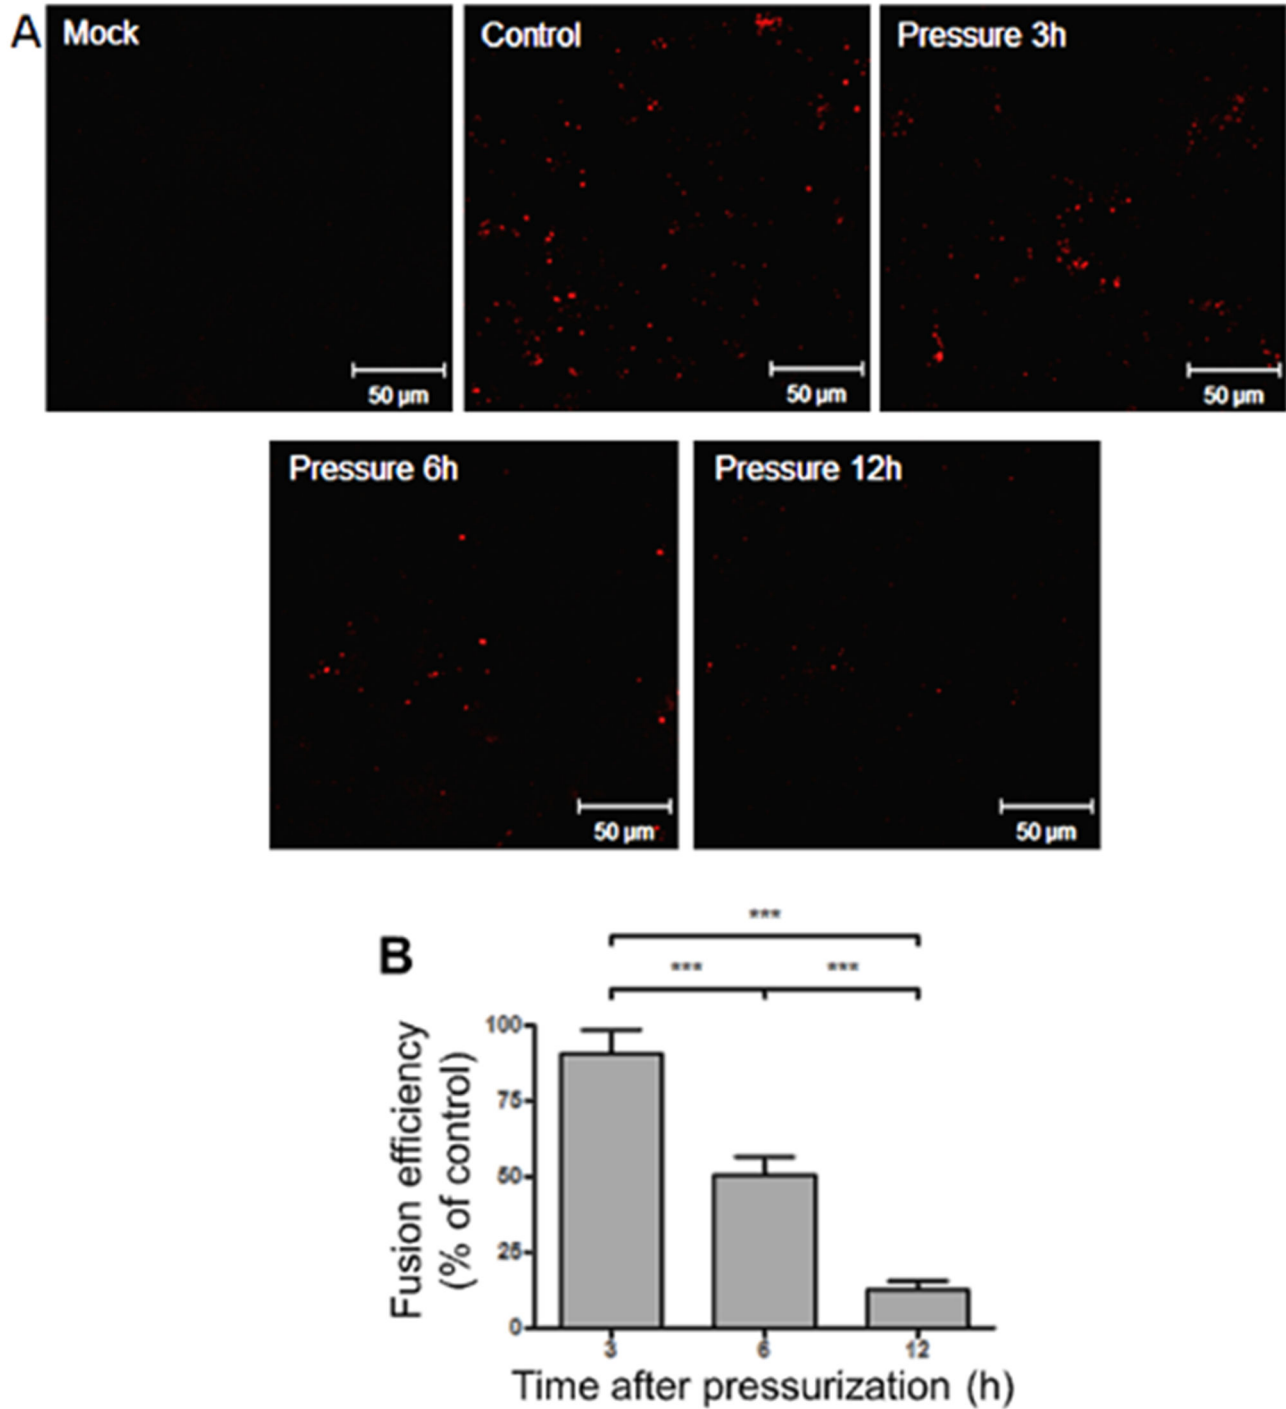 A
Mock
Control
Pressure 3h
50 µm
50 µm
50 µm
Pressure 6h
Pressure 12h
50 µm
50 µm
B
***
*** ***
Fusion efficiency
(% of control)
100
75
50
25
0
3 6 12
Time after pressurization (h)